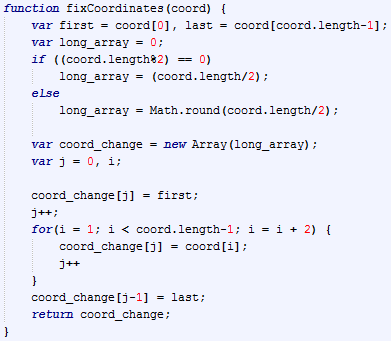 function fixCoordinates(coord) {
    var first = coord[0], last = coord[coord.length-1];
    var long_array = 0;
    if ((coord.length%2) == 0)
        long_array = (coord.length/2);
    else
        long_array = Math.round(coord.length/2);

    var coord_change = new Array(long_array);
    var j = 0, i;

    coord_change[j] = first;
    j++;
    for(i = 1; i < coord.length-1; i = i + 2) {
        coord_change[j] = coord[i];
        j++
    }
    coord_change[j-1] = last;
    return coord_change;
}